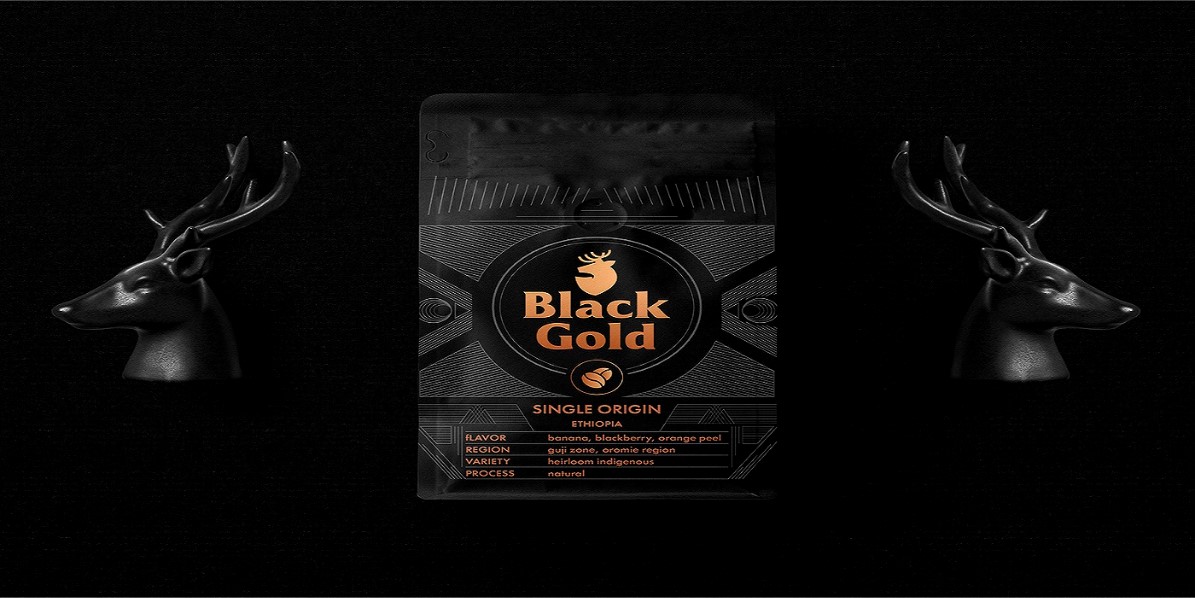 Black
Gold
SINGLE ORIGIN
ETHIOPIA
FLAVOR banana, blackberry, orange peel
REGION guji zone, oromie region
VARIETY heirloom indigenous
PROCESS natural